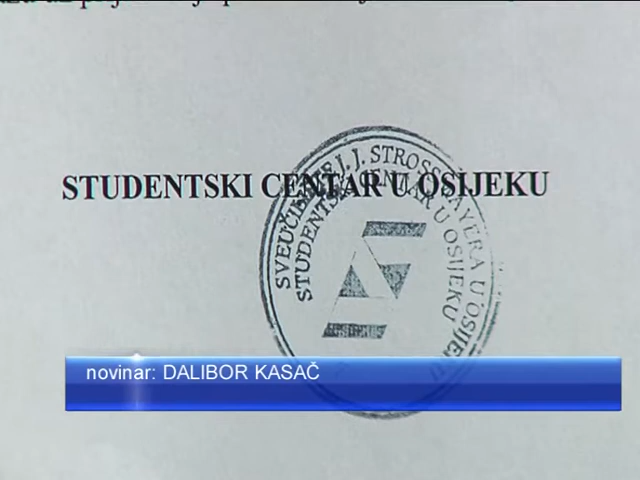 STUDENTSKI CENTAR U OSIJEKU
SVEUČILIŠTE J. J. STROSSMAYERA U OSIJEKU
STUDENTSKI CENTAR U OSIJEKU
novinar: DALIBOR KASAČ